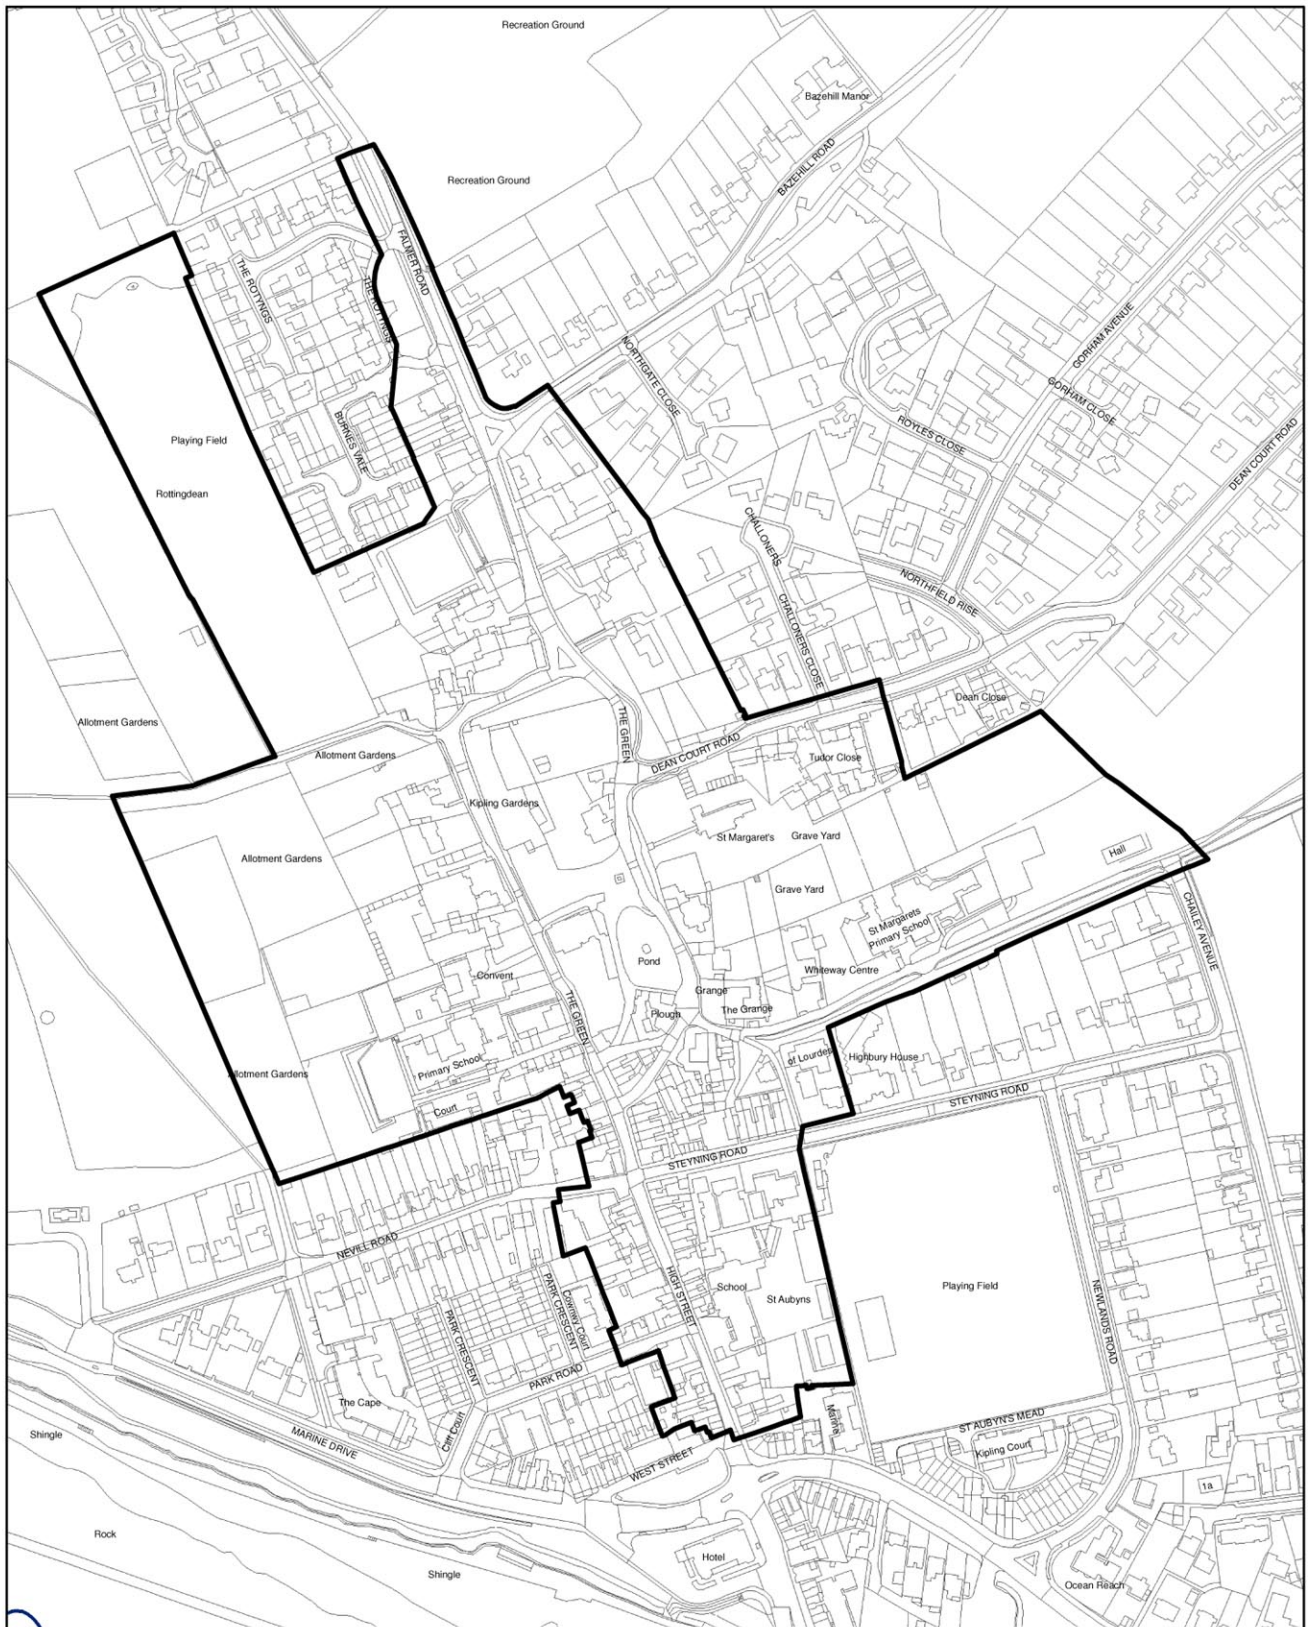 Recreation Ground
Bazehill Manor
BAZEHILL ROAD
Recreation Ground
FALMER ROAD
THE ROTYNGS
THE ROTYNGS
NORTHGATE CLOSE
GORHAM AVENUE
GORHAM CLOSE
ROYLES CLOSE
DEAN COURT ROAD
BURNES VALE
Playing Field
Rottingdean
CHALLONERS
NORTHFIELD RISE
CHALLONERS CLOSE
Dean Close
Allotment Gardens
THE GREEN
DEAN COURT ROAD
Allotment Gardens
Tudor Close
Kipling Gardens
St Margaret's
Grave Yard
Allotment Gardens
Hall
Grave Yard
St Margarets
Primary School
CHAILEY AVENUE
Pond
Whiteway Centre
Convent
Grange
The Grange
Plough
THE GREEN
of Lourdes
Highbury House
Primary School
Allotment Gardens
Court
STEYNING ROAD
STEYNING ROAD
NEVILL ROAD
HIGH STREET
School
St Aubyns
Playing Field
NEWLANDS ROAD
PARK CRESCENT
Cownwy Court
PARK CRESCENT
PARK ROAD
The Cape
Cliff Court
Marine
ST AUBYN'S MEAD
Kipling Court
MARINE DRIVE
Shingle
WEST STREET
1a
Rock
Hotel
Shingle
Ocean Reach